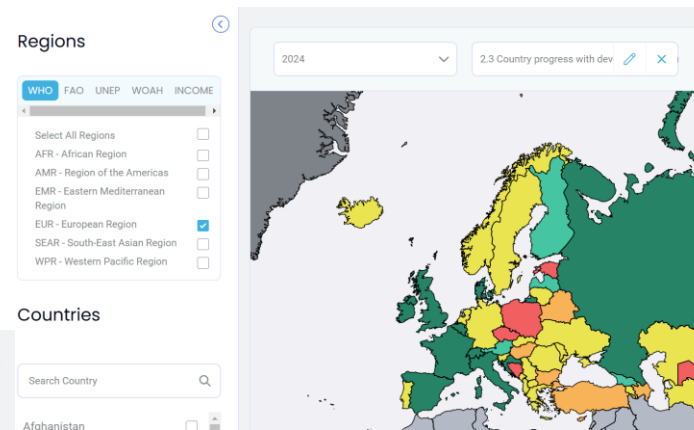 Regions
WHO FAO UNEP WOAH INCOME
Select All Regions
AFR - African Region
AMR - Region of the Americas
EMR - Eastern Mediterranean
Region
EUR - European Region
SEAR - South-East Asian Region
WPR - Western Pacific Region
Countries
Search Country
Afghanistan
2024
2.3 Country progress with dev